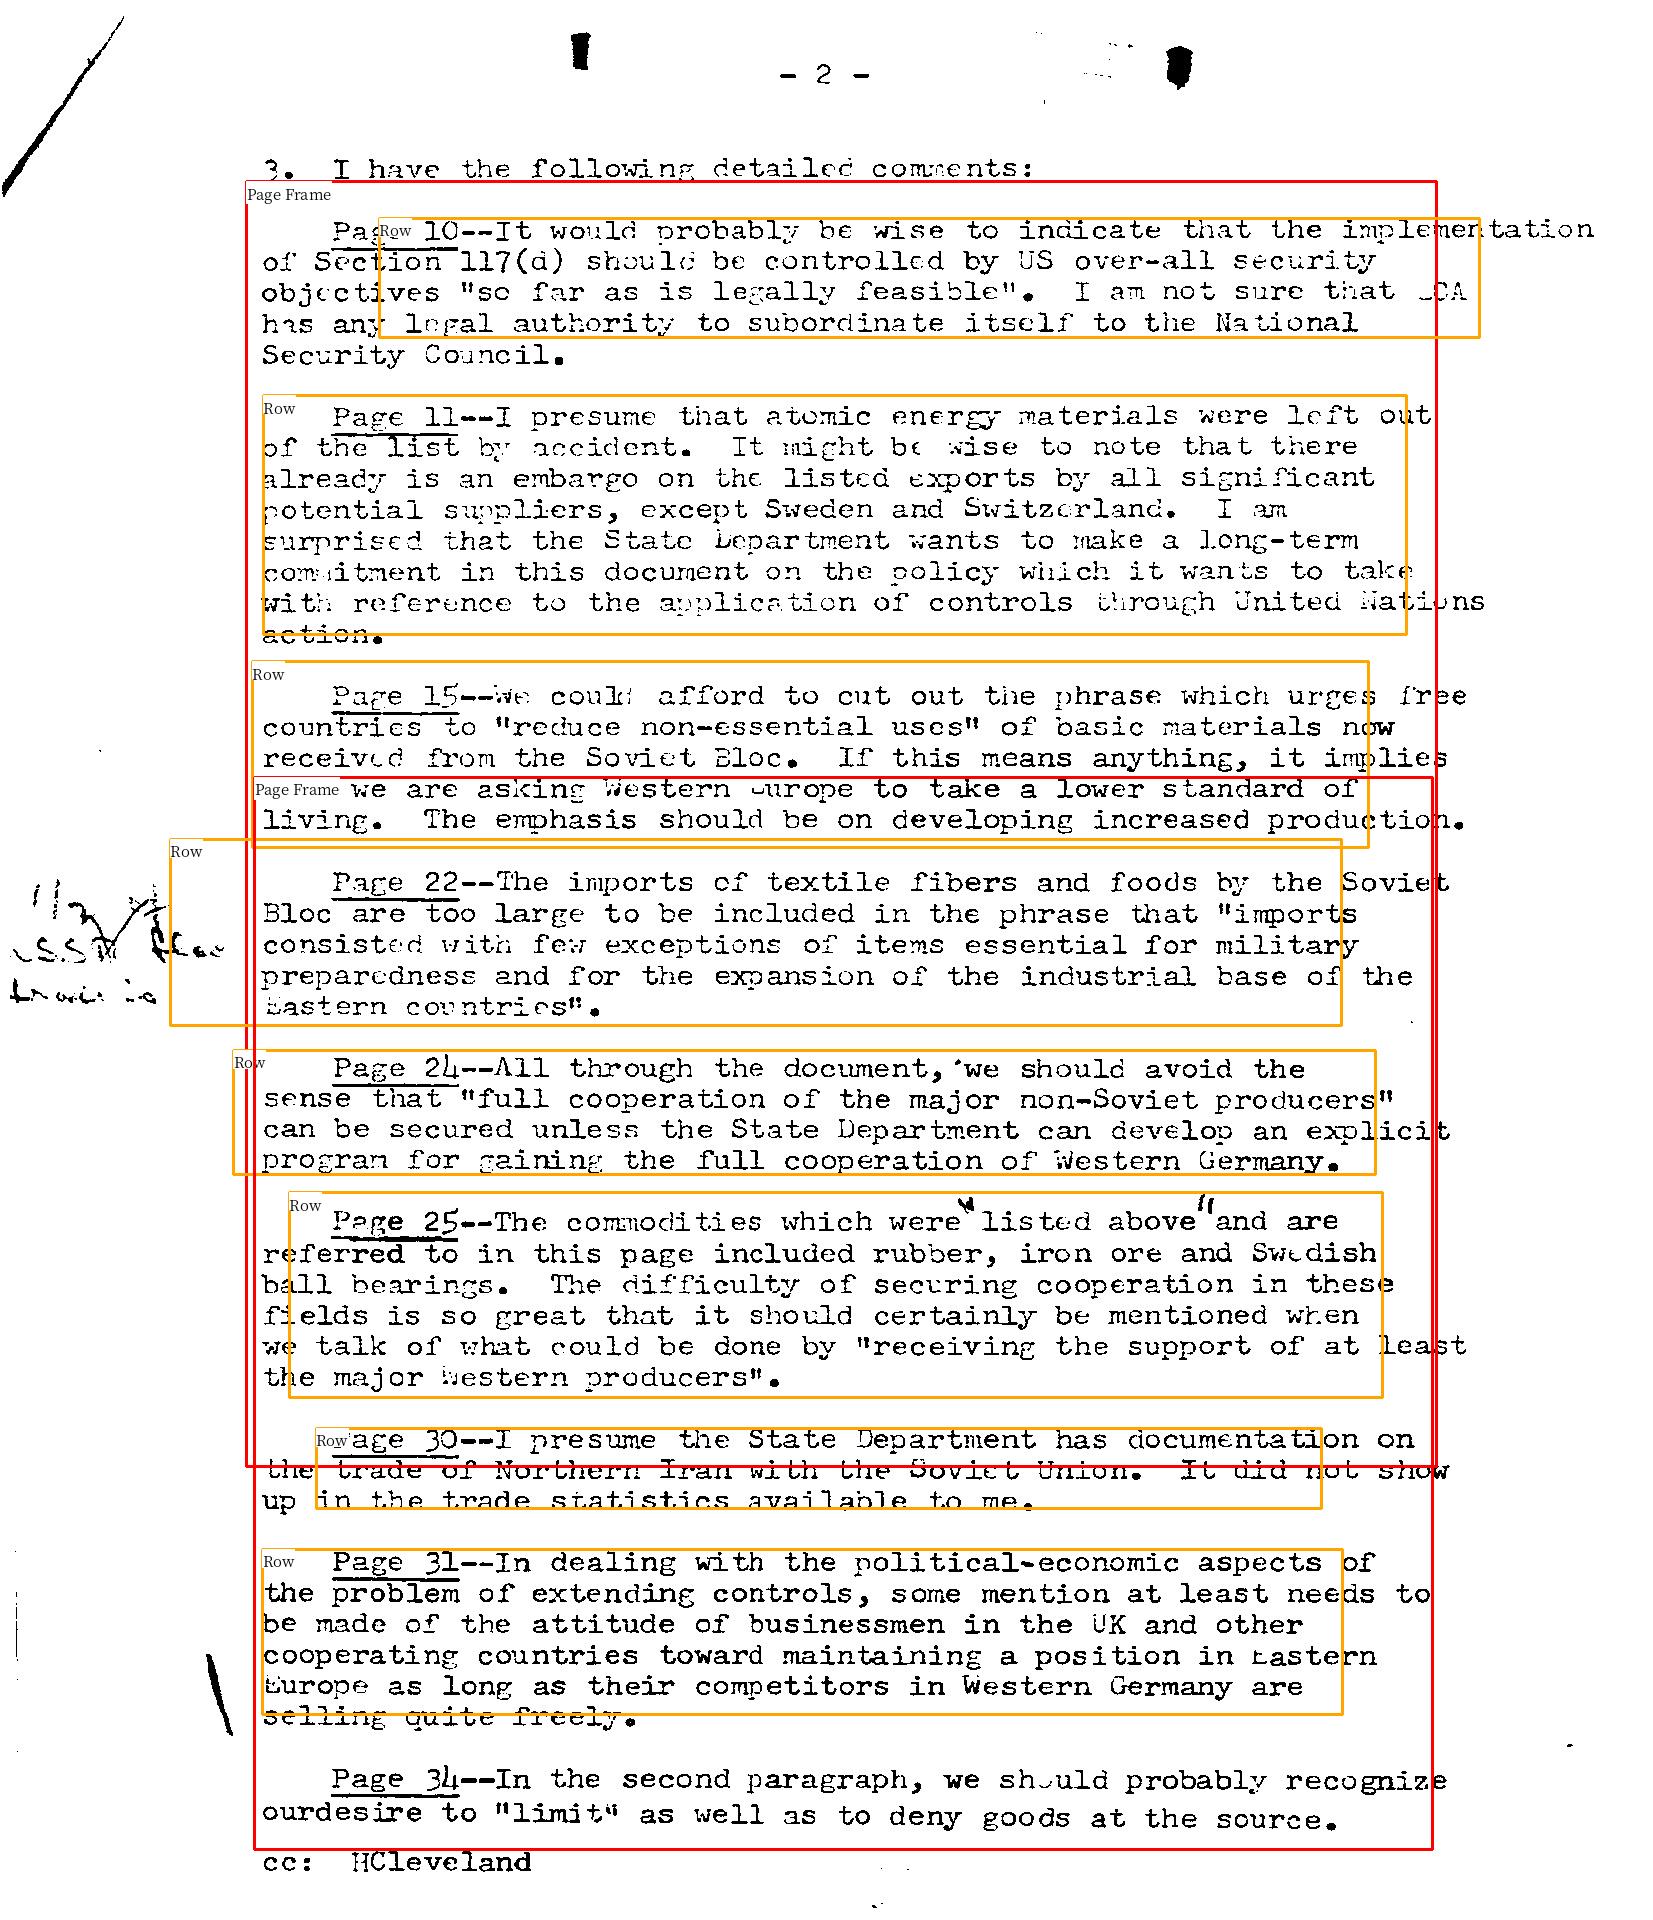 - 2 -
3. I have the following detailed comments:
Page Frame
Row 10--It would probably be wise to indicate that the implementation
of Section 117(d) should be controlled by US over-all security
objectives "so far as is legally feasible". I am not sure that
has any legal authority to subordinate itself to the National
Security Council.
Row Page 11--I presume that atomic energy materials were left out
of the list by accident. It might be wise to note that there
already is an embargo on the listed exports by all significant
potential suppliers, except Sweden and Switzerland. I am
surprised that the State Department wants to make a long-term
commitment in this document on the policy which it wants to take
with reference to the application of controls through United Nations
action.
Row
Page 15--We could afford to cut out the phrase which urges free
countries to "reduce non-essential uses" of basic materials now
received from the Soviet Bloc. If this means anything, it implies
Page Frame we are asking Western Europe to take a lower standard of
living. The emphasis should be on developing increased production.
Row
Page 22--The imports of textile fibers and foods by the Soviet
Bloc are too large to be included in the phrase that "imports
consisted with few exceptions of items essential for military
preparedness and for the expansion of the industrial base of the
Eastern countries".
Row Page 24--All through the document, we should avoid the
sense that "full cooperation of the major non-Soviet producers"
can be secured unless the State Department can develop an explicit
program for gaining the full cooperation of Western Germany.
Row
Page 25--The commodities which were "listed above" and are
referred to in this page included rubber, iron ore and Swedish
ball bearings. The difficulty of securing cooperation in these
fields is so great that it should certainly be mentioned when
we talk of what could be done by "receiving the support of at least
the major Western producers".
Row Page 30--I presume the State Department has documentation on
the trade of Northern Iran with the Soviet Union. It did not show
up in the trade statistics available to me.
Row Page 31--In dealing with the political-economic aspects of
the problem of extending controls, some mention at least needs to
be made of the attitude of businessmen in the UK and other
cooperating countries toward maintaining a position in Eastern
Europe as long as their competitors in Western Germany are
selling quite freely.
Page 34--In the second paragraph, we should probably recognize
ourdesire to "limit" as well as to deny goods at the source.
cc: HCleveland